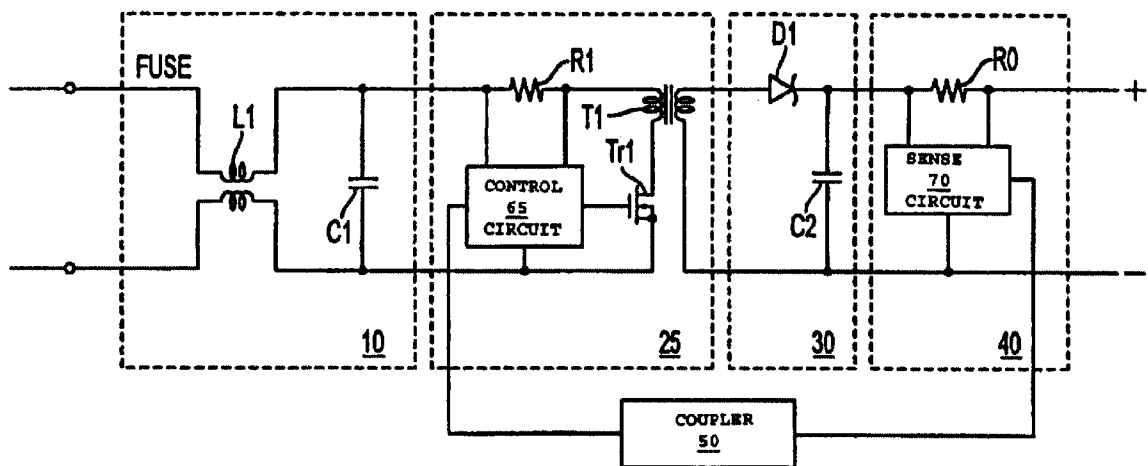 FUSE
L1
C1
R1
T1
Tr1
CONTROL
65
CIRCUIT
D1
C2
R0
SENSE
70
CIRCUIT
+
−
10
25
30
40
COUPLER
50